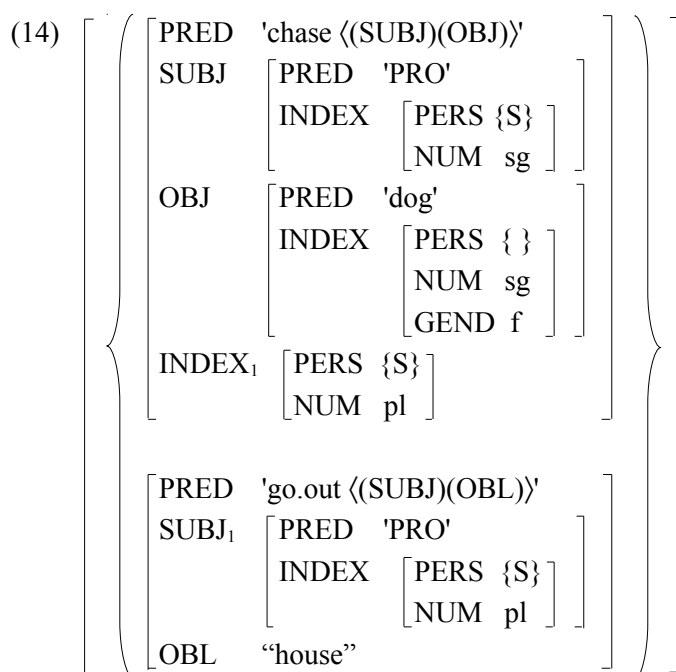 (14)
PRED 'chase ⟨(SUBJ)(OBJ)⟩'
SUBJ PRED 'PRO'
INDEX PERS {S}
NUM sg
OBJ PRED 'dog'
INDEX PERS { }
NUM sg
GEND f
INDEX₁ PERS {S}
NUM pl
PRED 'go.out ⟨(SUBJ)(OBL)⟩'
SUBJ₁ PRED 'PRO'
INDEX PERS {S}
NUM pl
OBL “house”